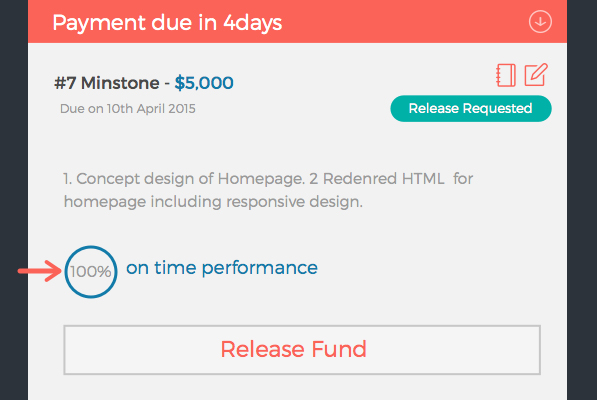 Payment due in 4days
#7 Minstone - $5,000
Due on 10th April 2015
Release Requested
1. Concept design of Homepage. 2 Redenred HTML for
homepage including responsive design.
100% on time performance
Release Fund